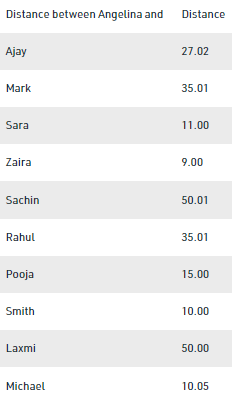 Distance between Angelina and Distance
Ajay 27.02
Mark 35.01
Sara 11.00
Zaira 9.00
Sachin 50.01
Rahul 35.01
Pooja 15.00
Smith 10.00
Laxmi 50.00
Michael 10.05